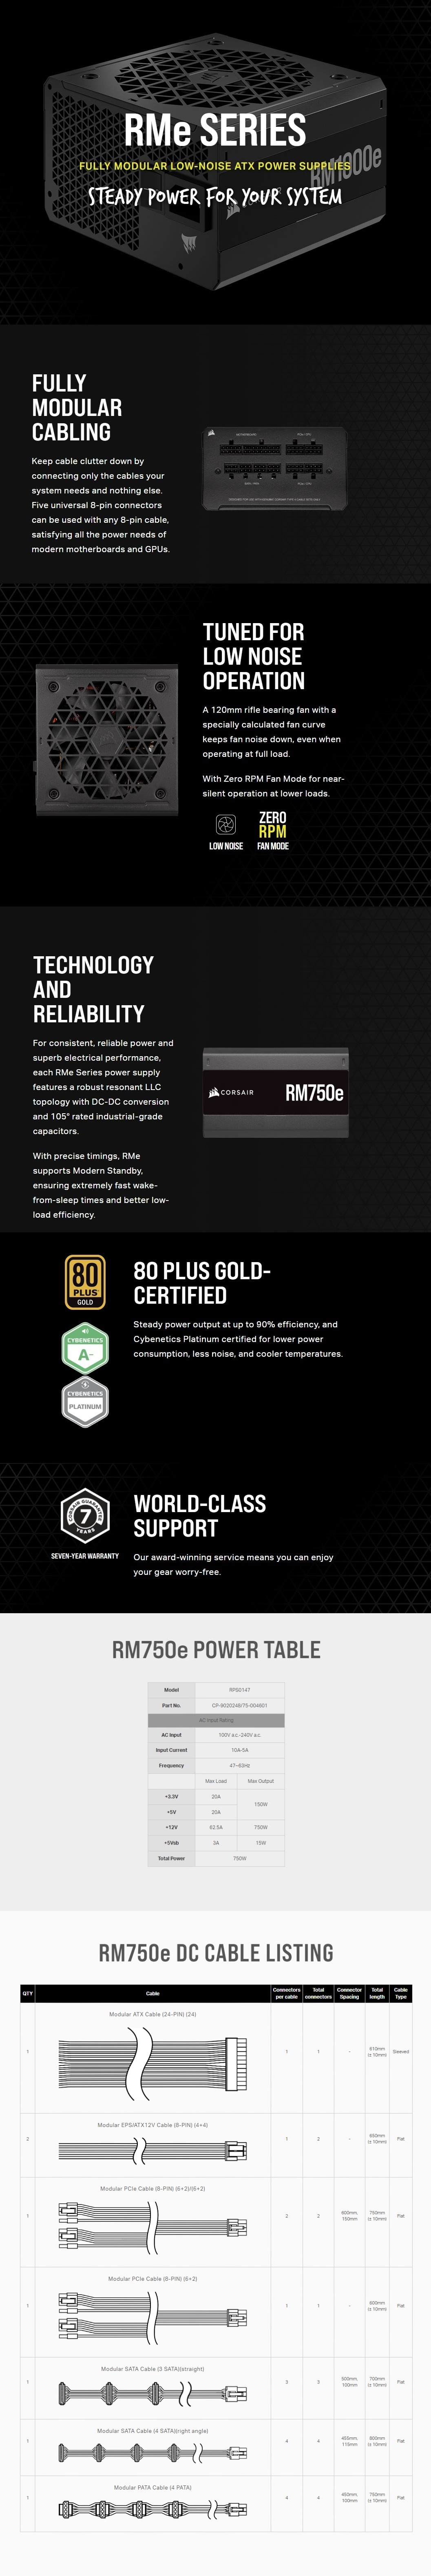 RMe SERIES
FULLY MODULAR LOW-NOISE ATX POWER SUPPLIES
STEADY POWER FOR YOUR SYSTEM
RM1000e
FULLY
MODULAR
CABLING
Keep cable clutter down by
connecting only the cables your
system needs and nothing else.
Five universal 8-pin connectors
can be used with any 8-pin cable,
satisfying all the power needs of
modern motherboards and GPUs.
TUNED FOR
LOW NOISE
OPERATION
A 120mm rifle bearing fan with a
specially calculated fan curve
keeps fan noise down, even when
operating at full load.
With Zero RPM Fan Mode for near-
silent operation at lower loads.
LOW NOISE
ZERO
RPM
FAN MODE
TECHNOLOGY
AND
RELIABILITY
For consistent, reliable power and
superb electrical performance,
each RMe Series power supply
features a robust resonant LLC
topology with DC-DC conversion
and 105° rated industrial-grade
capacitors.
With precise timings, RMe
supports Modern Standby,
ensuring extremely fast wake-
from-sleep times and better low-
load efficiency.
CORSAIR RM750e
80
PLUS
GOLD
CYBENETICS
A-
CYBENETICS
PLATINUM
80 PLUS GOLD-
CERTIFIED
Steady power output at up to 90% efficiency, and
Cybenetics Platinum certified for lower power
consumption, less noise, and cooler temperatures.
CORSAIR GUARANTEE
7
YEARS
SEVEN-YEAR WARRANTY
WORLD-CLASS
SUPPORT
Our award-winning service means you can enjoy
your gear worry-free.
RM750e POWER TABLE
Model RPS0147
Part No. CP-9020248/75-004801
AC Input Rating
AC Input 100V a.c.-240V a.c.
Input Current 10A-5A
Frequency 47~63Hz
Max Load Max Output
+3.3V 20A 150W
+5V 20A
+12V 62.5A 750W
+5Vsb 3A 15W
Total Power 750W
RM750e DC CABLE LISTING
QTY Cable Connectors per cable Total connectors Connector Spacing Total length Cable Type
Modular ATX Cable (24-PIN) (24)
1 1 1 - 610mm (± 10mm) Sleeved
Modular EPS/ATX12V Cable (8-PIN) (4+4)
2 1 2 - 650mm (± 10mm) Flat
Modular PCIe Cable (8-PIN) (6+2)/(6+2)
1 2 2 600mm, 150mm 750mm (± 10mm) Flat
Modular PCIe Cable (8-PIN) (6+2)
1 1 1 - 600mm (± 10mm) Flat
Modular SATA Cable (3 SATA)(straight)
1 3 3 500mm, 100mm 700mm (± 10mm) Flat
Modular SATA Cable (4 SATA)(right angle)
1 4 4 450mm, 115mm 800mm (± 10mm) Flat
Modular PATA Cable (4 PATA)
1 4 4 450mm, 100mm 750mm (± 10mm) Flat